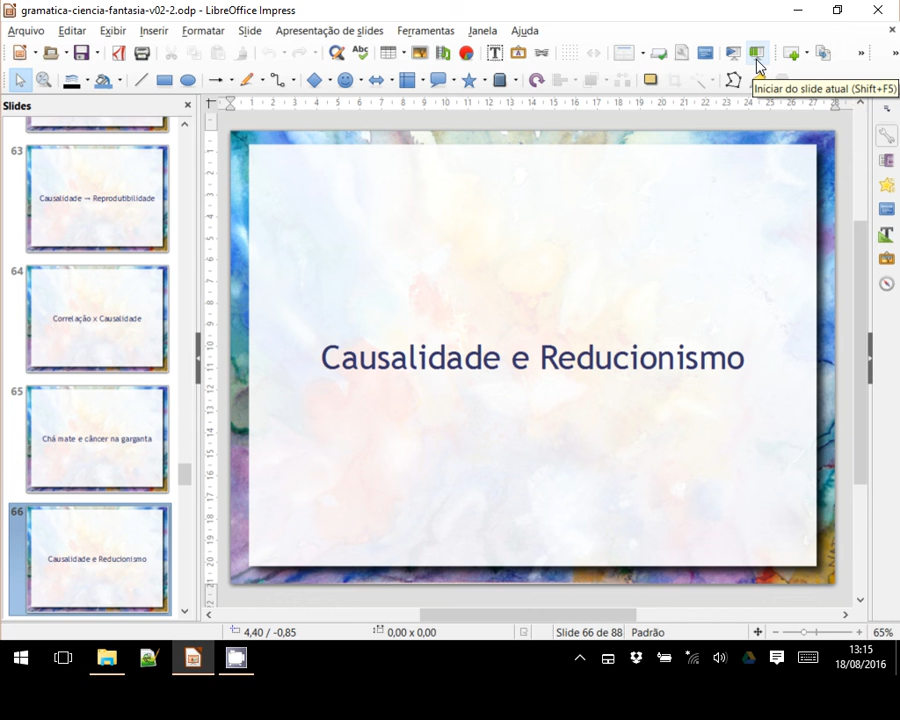 gramatica-ciencia-fantasia-v02-2.odp - LibreOffice Impress
Arquivo Editar Exibir Inserir Formatar Slide Apresentação de slides Ferramentas Janela Ajuda
Iniciar do slide atual (Shift+F5)
Slides
63
Causalidade → Reprodutibilidade
64
Correlação x Causalidade
65
Chá mate e câncer na garganta
66
Causalidade e Reducionismo
Causalidade e Reducionismo
4,40 / -0,85
0,00 x 0,00
Slide 66 de 88
Padrão
65%
13:15
18/08/2016